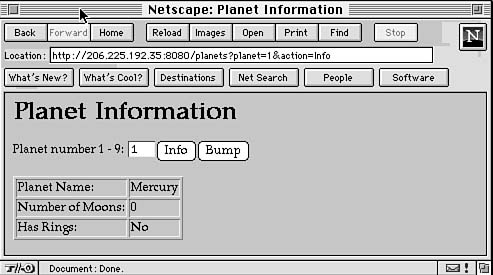 Netscape: Planet Information
Back Forward Home Reload Images Open Print Find Stop
Location: http://206.225.192.35:8080/planets?planet=1&action=Info
N
What's New? What's Cool? Destinations Net Search People Software
Planet Information
Planet number 1 - 9: 1 Info Bump
Planet Name: Mercury
Number of Moons: 0
Has Rings: No
Document: Done.